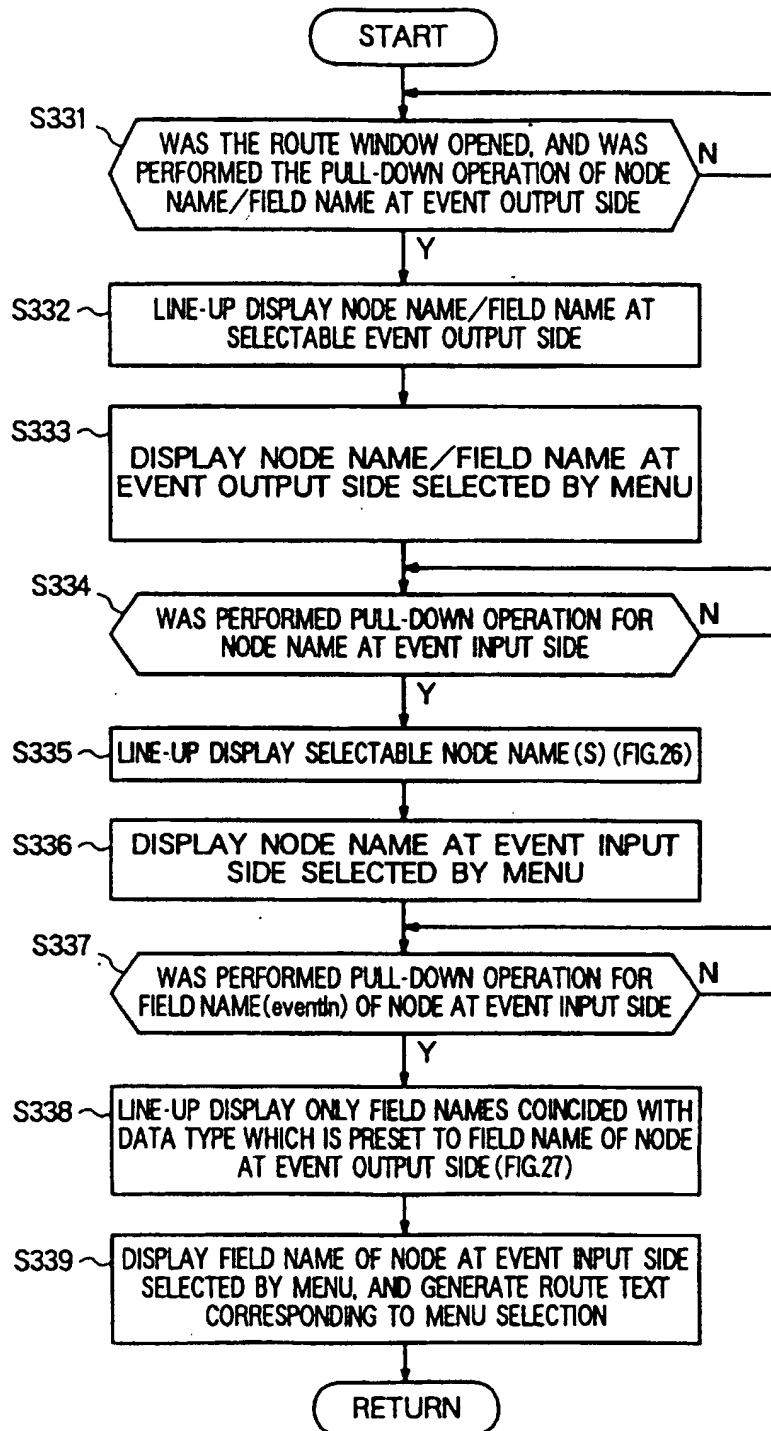 START
S331
WAS THE ROUTE WINDOW OPENED, AND WAS
PERFORMED THE PULL-DOWN OPERATION OF NODE
NAME/FIELD NAME AT EVENT OUTPUT SIDE
N
Y
S332
LINE-UP DISPLAY NODE NAME/FIELD NAME AT
SELECTABLE EVENT OUTPUT SIDE
S333
DISPLAY NODE NAME/FIELD NAME AT
EVENT OUTPUT SIDE SELECTED BY MENU
S334
WAS PERFORMED PULL-DOWN OPERATION FOR
NODE NAME AT EVENT INPUT SIDE
N
Y
S335
LINE-UP DISPLAY SELECTABLE NODE NAME(S) (FIG.26)
S336
DISPLAY NODE NAME AT EVENT INPUT
SIDE SELECTED BY MENU
S337
WAS PERFORMED PULL-DOWN OPERATION FOR
FIELD NAME(eventIn) OF NODE AT EVENT INPUT SIDE
N
Y
S338
LINE-UP DISPLAY ONLY FIELD NAMES COINCIDED WITH
DATA TYPE WHICH IS PRESET TO FIELD NAME OF NODE
AT EVENT OUTPUT SIDE(FIG.27)
S339
DISPLAY FIELD NAME OF NODE AT EVENT INPUT SIDE
SELECTED BY MENU, AND GENERATE ROUTE TEXT
CORRESPONDING TO MENU SELECTION
RETURN